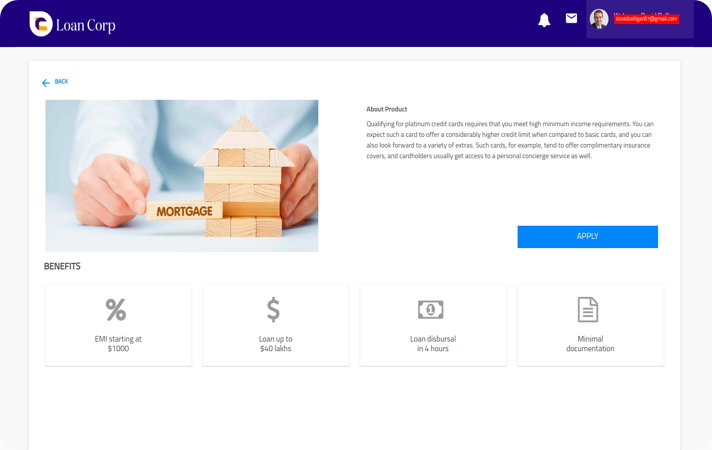 Loan Corp
davidbolliger87@gmail.com
BACK
About Product
Qualifying for platinum credit cards requires that you meet high minimum income requirements. You can
expect such a card to offer a considerably higher credit limit when compared to basic cards, and you can
also look forward to a variety of extras. Such cards, for example, tend to offer complimentary insurance
covers, and cardholders usually get access to a personal concierge service as well.
MORTGAGE
APPLY
BENEFITS
EMI starting at
$1000
Loan up to
$40 lakhs
Loan disbursal
in 4 hours
Minimal
documentation